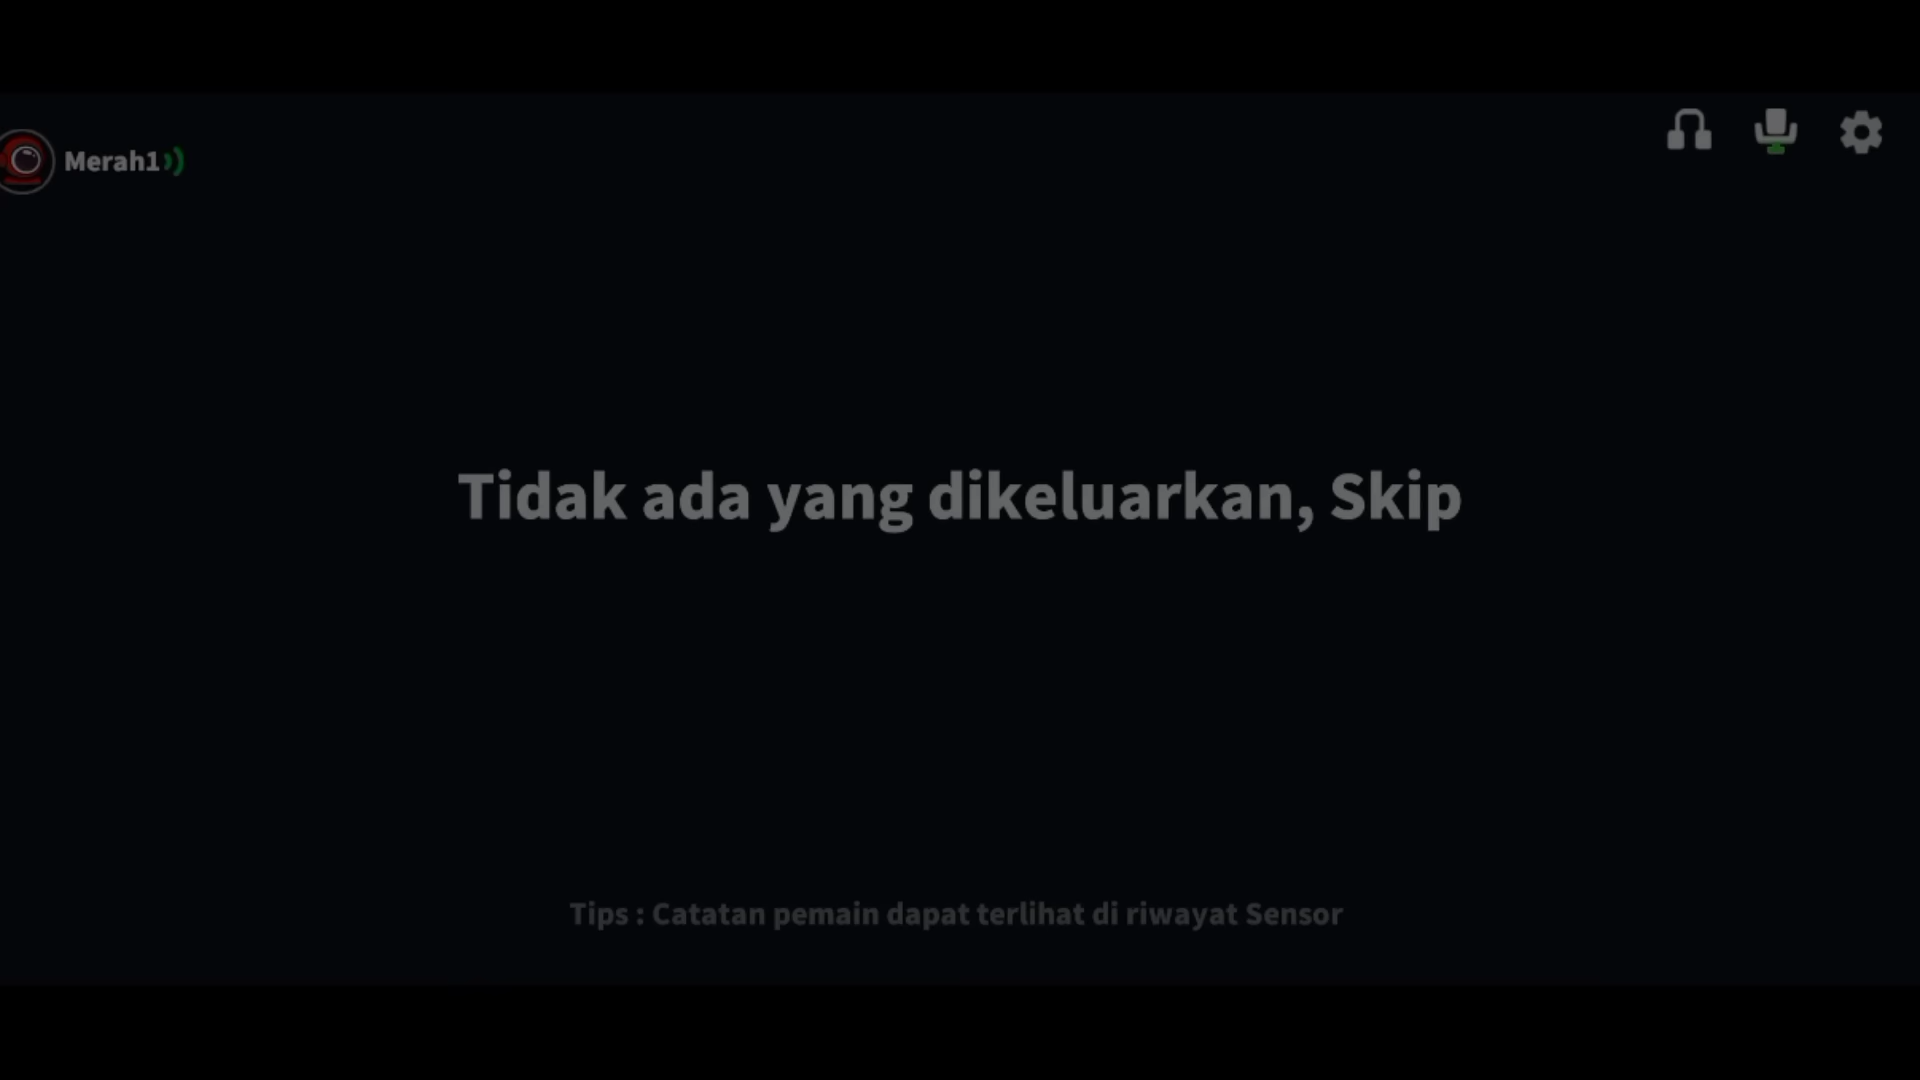 Merah1
Tidak ada yang dikeluarkan, Skip
Tips : Catatan pemain dapat terlihat di riwayat Sensor